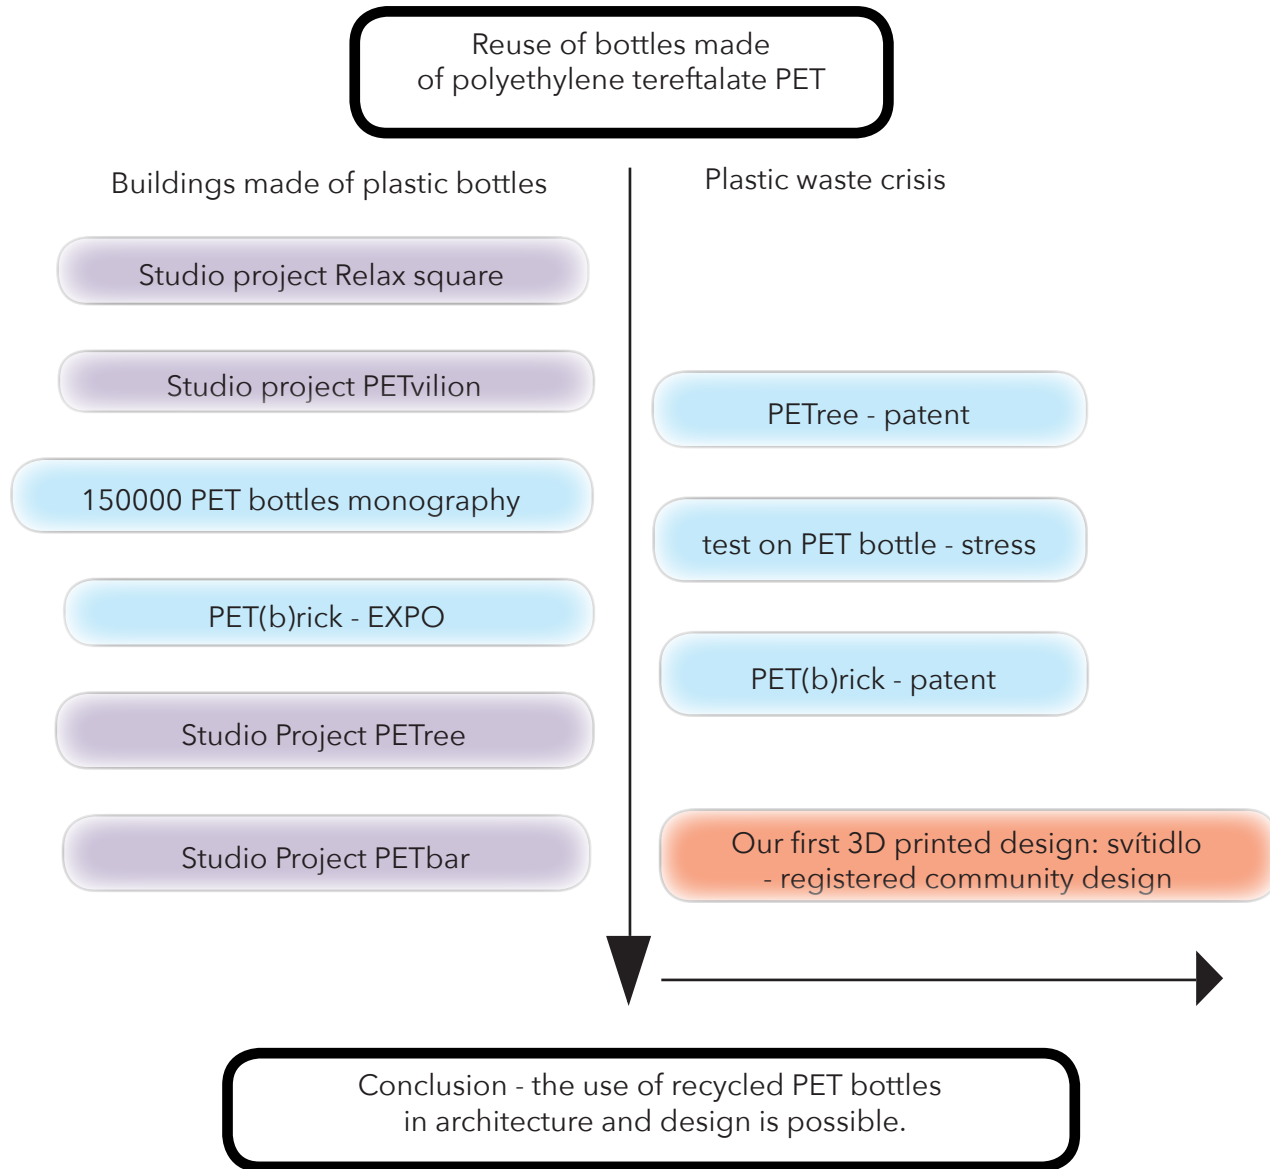 Reuse of bottles made
of polyethylene tereftalate PET
Buildings made of plastic bottles
Studio project Relax square
Studio project PETvilion
150000 PET bottles monography
PET(b)rick - EXPO
Studio Project PETree
Studio Project PETbar
Plastic waste crisis
PETree - patent
test on PET bottle - stress
PET(b)rick - patent
Our first 3D printed design: svítidlo
- registered community design
Conclusion - the use of recycled PET bottles
in architecture and design is possible.